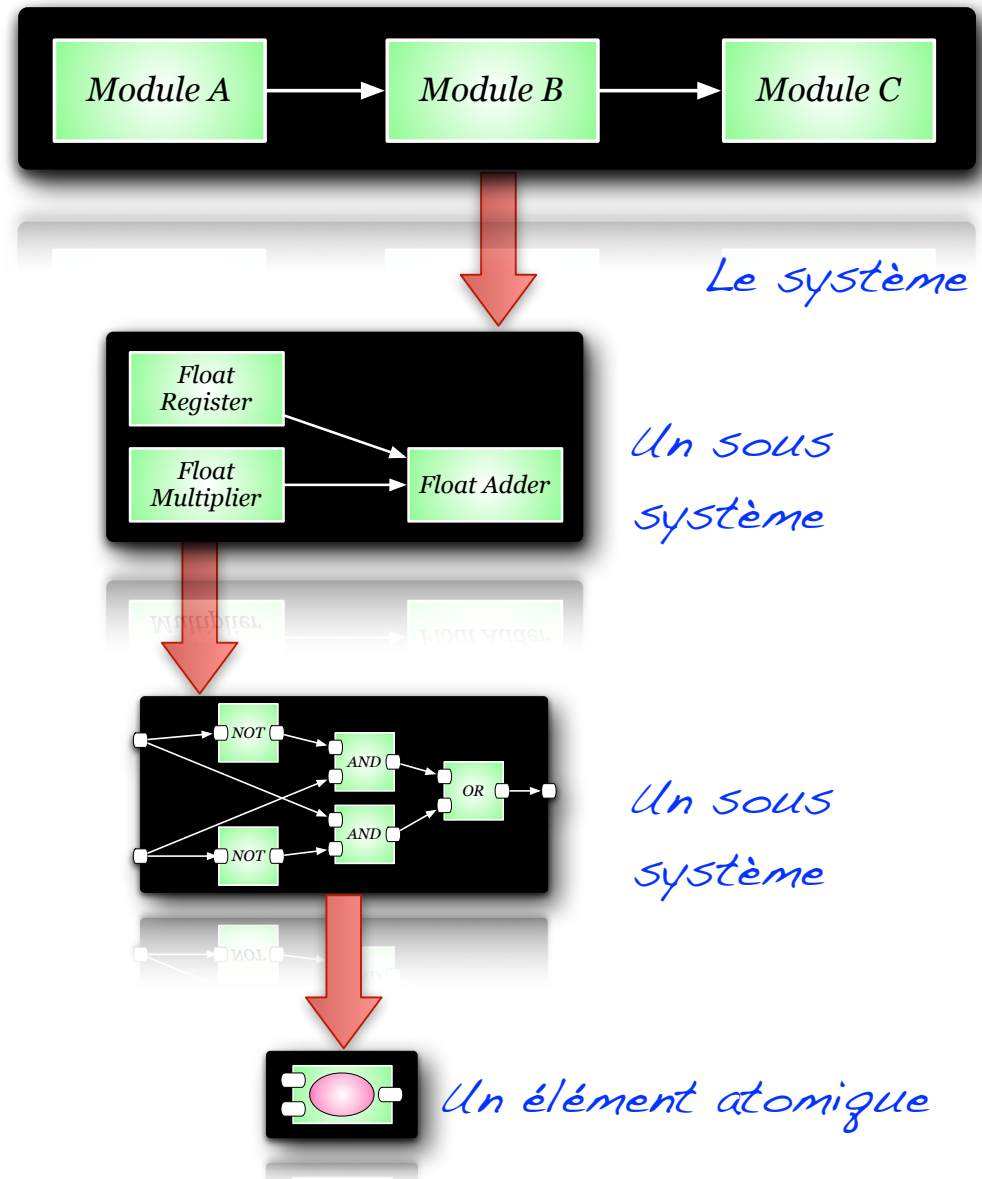 Module A
Module B
Module C
Le système
Float
Register
Float
Multiplier
Float Adder
Un sous
système
NOT
AND
OR
AND
NOT
Un sous
système
Un élément atomique